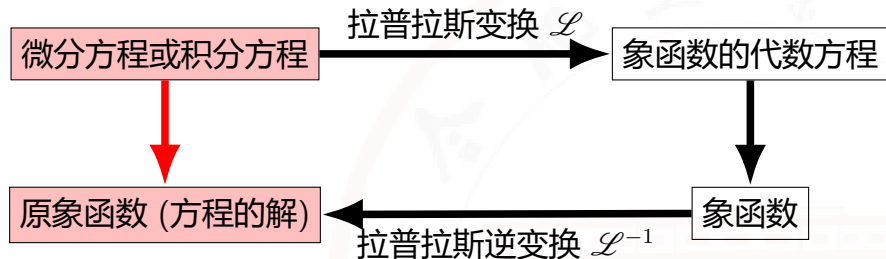 拉普拉斯变换 ℒ
微分方程或积分方程
象函数的代数方程
原象函数 (方程的解)
象函数
拉普拉斯逆变换 ℒ⁻¹